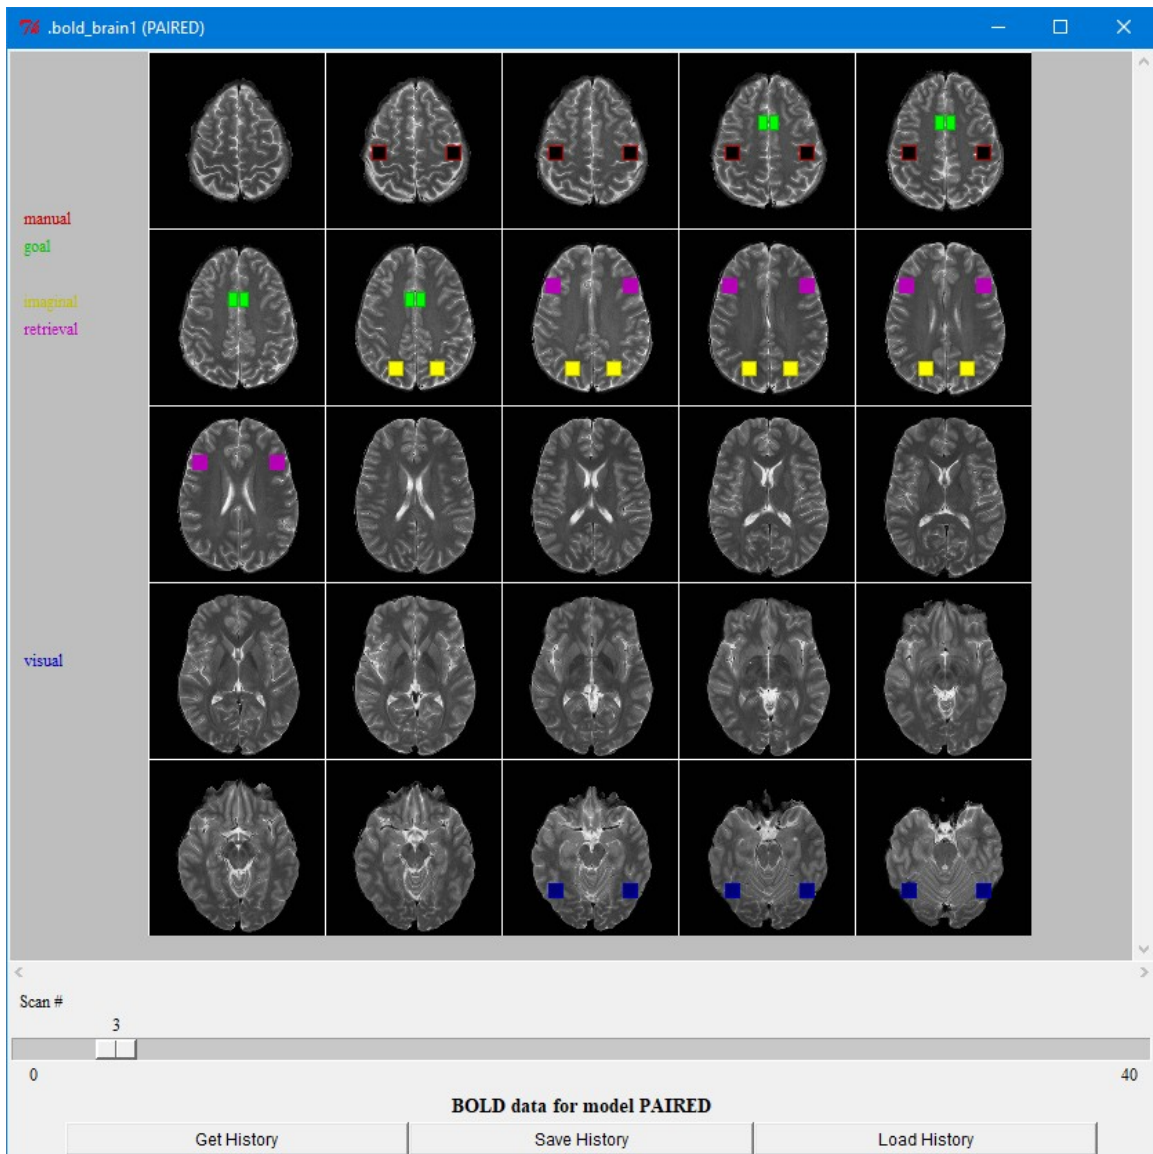 .bold_brain1 (PAIRED)
manual
goal
imaginal
retrieval
visual
Scan #
3
0
40
BOLD data for model PAIRED
Get History
Save History
Load History